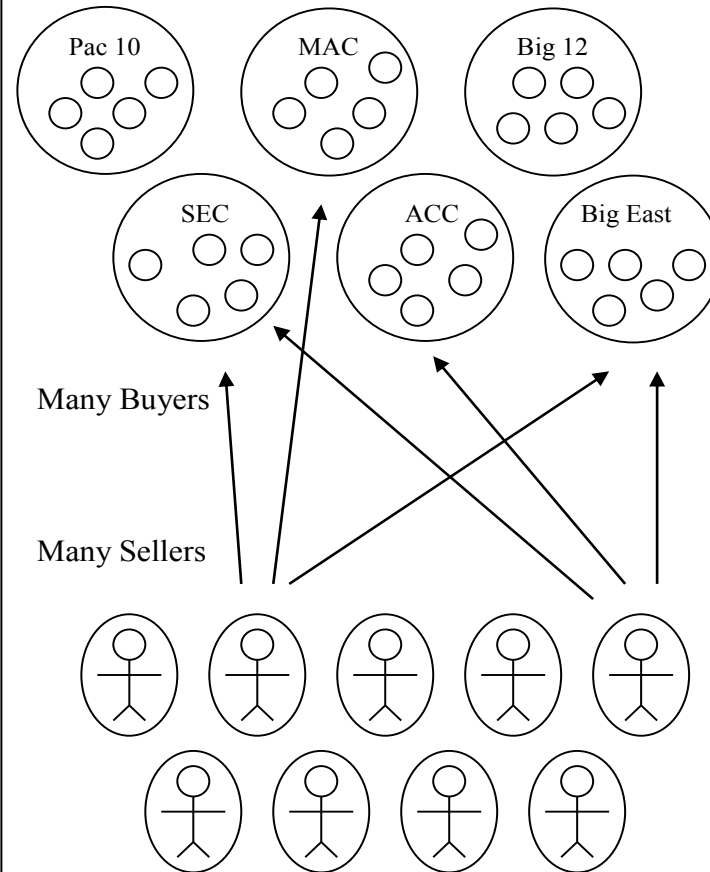 Pac 10
MAC
Big 12
SEC
ACC
Big East
Many Buyers
Many Sellers